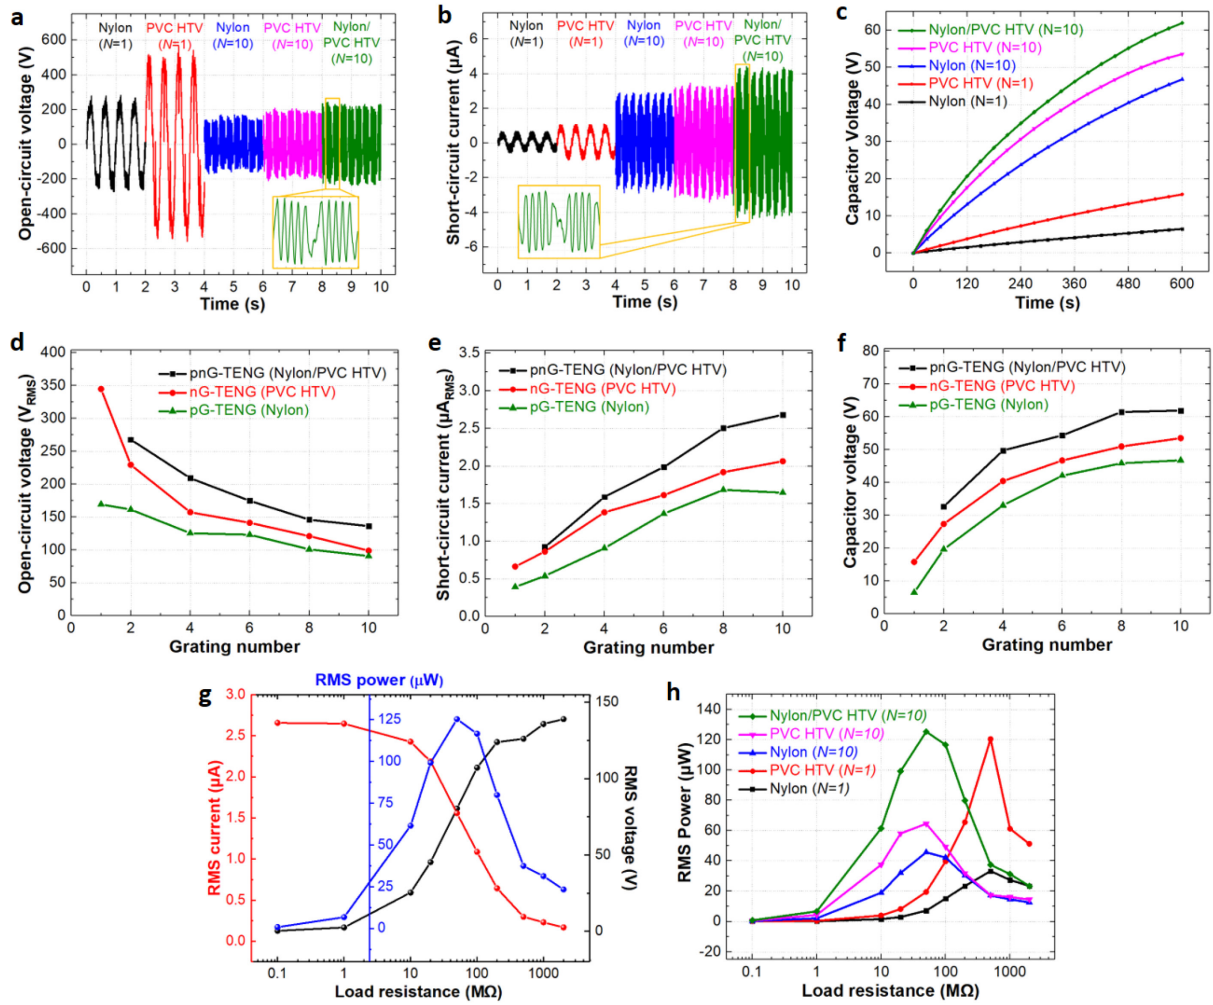 a
Open-circuit voltage (V)
600
400
200
0
-200
-400
-600
Nylon
(N=1)
PVC HTV
(N=1)
Nylon
(N=10)
PVC HTV
(N=10)
Nylon/
PVC HTV
(N=10)
0 1 2 3 4 5 6 7 8 9 10
Time (s)
b
Short-circuit current (μA)
6
4
2
0
-2
-4
-6
Nylon
(N=1)
PVC HTV
(N=1)
Nylon
(N=10)
PVC HTV
(N=10)
Nylon/
PVC HTV
(N=10)
0 1 2 3 4 5 6 7 8 9 10
Time (s)
c
Capacitor Voltage (V)
60
50
40
30
20
10
0
Nylon/PVC HTV (N=10)
PVC HTV (N=10)
Nylon (N=10)
PVC HTV (N=1)
Nylon (N=1)
0 120 240 360 480 600
Time (s)
d
Open-circuit voltage (VRMS)
400
350
300
250
200
150
100
50
0
pnG-TENG (Nylon/PVC HTV)
nG-TENG (PVC HTV)
pG-TENG (Nylon)
0 2 4 6 8 10
Grating number
e
Short-circuit current (μARMS)
3.5
3.0
2.5
2.0
1.5
1.0
0.5
0.0
pnG-TENG (Nylon/PVC HTV)
nG-TENG (PVC HTV)
pG-TENG (Nylon)
0 2 4 6 8 10
Grating number
f
Capacitor voltage (V)
80
70
60
50
40
30
20
10
0
pnG-TENG (Nylon/PVC HTV)
nG-TENG (PVC HTV)
pG-TENG (Nylon)
0 2 4 6 8 10
Grating number
g
RMS power (μW)
RMS current (μA)
3.0
2.5
2.0
1.5
1.0
0.5
0.0
125
100
75
50
25
0
150
100
50
0
RMS voltage (V)
0.1 1 10 100 1000
Load resistance (MΩ)
h
RMS Power (μW)
140
120
100
80
60
40
20
0
-20
Nylon/PVC HTV (N=10)
PVC HTV (N=10)
Nylon (N=10)
PVC HTV (N=1)
Nylon (N=1)
0.1 1 10 100 1000
Load resistance (MΩ)